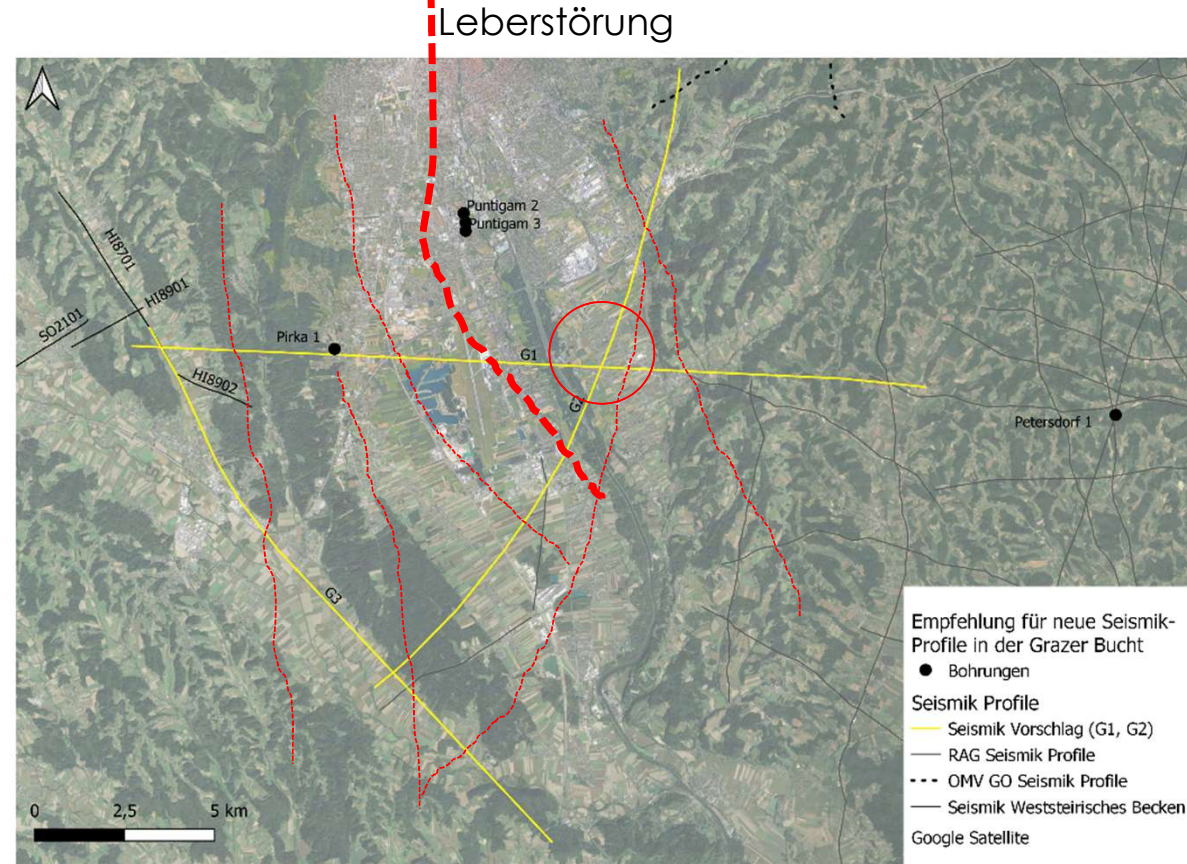 Leberstörung
Puntigam 2
Puntigam 3
HI8701
HI8901
SO2101
Pirka 1
G1
HI8902
G2
Petersdorf 1
G3
Empfehlung für neue Seismik-
Profile in der Grazer Bucht
Bohrungen
Seismik Profile
Seismik Vorschlag (G1, G2)
RAG Seismik Profile
OMV GO Seismik Profile
Seismik Weststeirisches Becken
Google Satellite
0 2,5 5 km